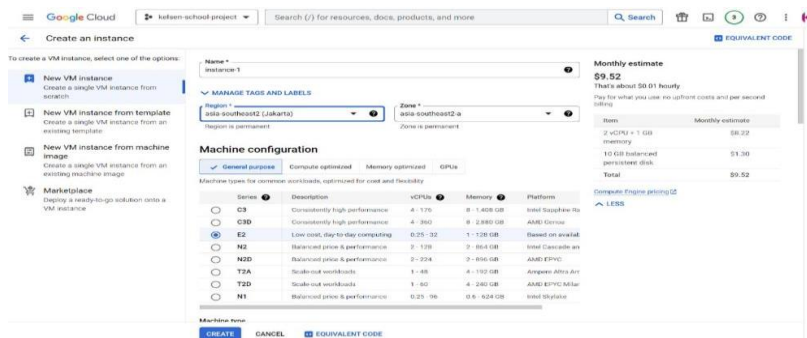 Google Cloud
kelsen-school-project
Search (/) for resources, docs, products, and more
Search
Create an instance
EQUIVALENT CODE
To create a VM instance, select one of the options:
New VM instance
Create a single VM instance from
scratch
New VM instance from template
Create a single VM instance from an
existing template
New VM instance from machine
image
Create a single VM instance from an
existing machine image
Marketplace
Deploy a ready-to-go solution onto a
VM instance
Name *
instance-1
MANAGE TAGS AND LABELS
Region *
asia-southeast2 (Jakarta)
Region is permanent
Zone *
asia-southeast2-a
Zone is permanent
Machine configuration
General purpose Compute optimized Memory optimized GPUs
Machine types for common workloads, optimized for cost and flexibility
Series Description vCPUs Memory Platform
C3 Consistently high performance 4 - 176 8 - 1,408 GB Intel Sapphire Ra
C3D Consistently high performance 4 - 360 8 - 2,880 GB AMD Genoa
E2 Low cost, day-to-day computing 0.25 - 32 1 - 128 GB Based on availab
N2 Balanced price & performance 2 - 128 2 - 864 GB Intel Cascade an
N2D Balanced price & performance 2 - 224 2 - 896 GB AMD EPYC
T2A Scale-out workloads 1 - 48 4 - 192 GB Ampere Altra Arr
T2D Scale-out workloads 1 - 60 4 - 240 GB AMD EPYC Milar
N1 Balanced price & performance 0.25 - 96 0.6 - 624 GB Intel Skylake
Machine type
CREATE CANCEL EQUIVALENT CODE
Monthly estimate
$9.52
That's about $0.01 hourly
Pay for what you use: no upfront costs and per second
billing
Item Monthly estimate
2 vCPU + 1 GB
memory $8.22
10 GB balanced
persistent disk $1.30
Total $9.52
Compute Engine pricing
LESS